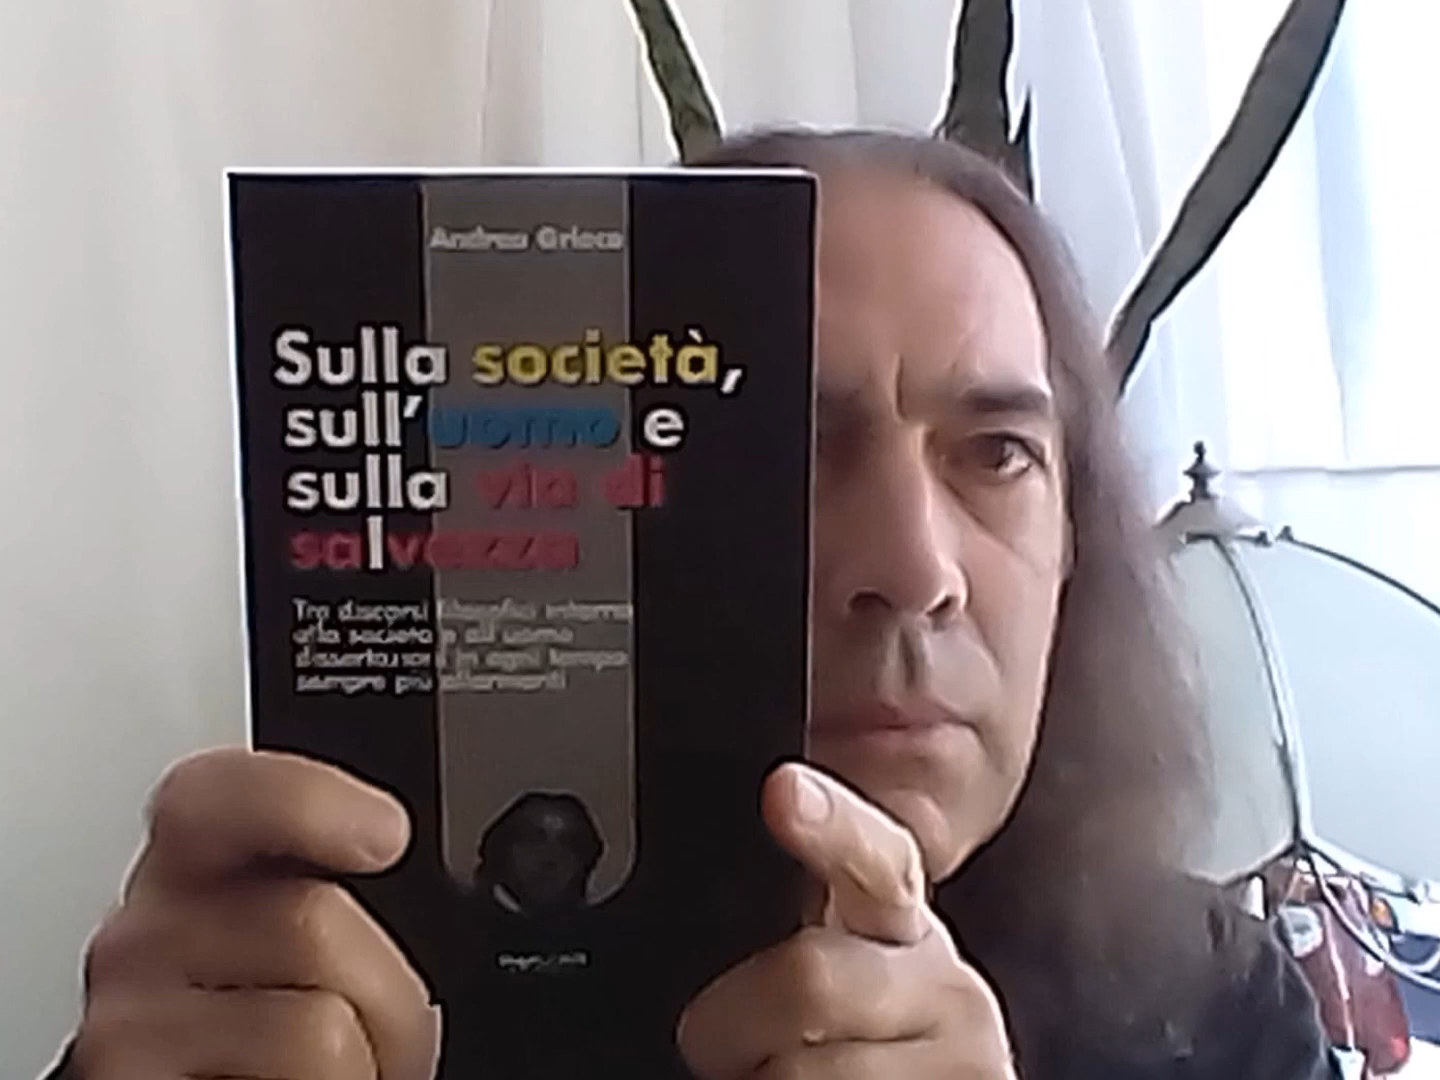 Andrea Grieco
Sulla società,
sull'uomo e
sulla via di
salvezza
Tre discorsi filosofici intorno
alla società e all'uomo
dissertazioni in ogni tempo
sempre più allarmanti